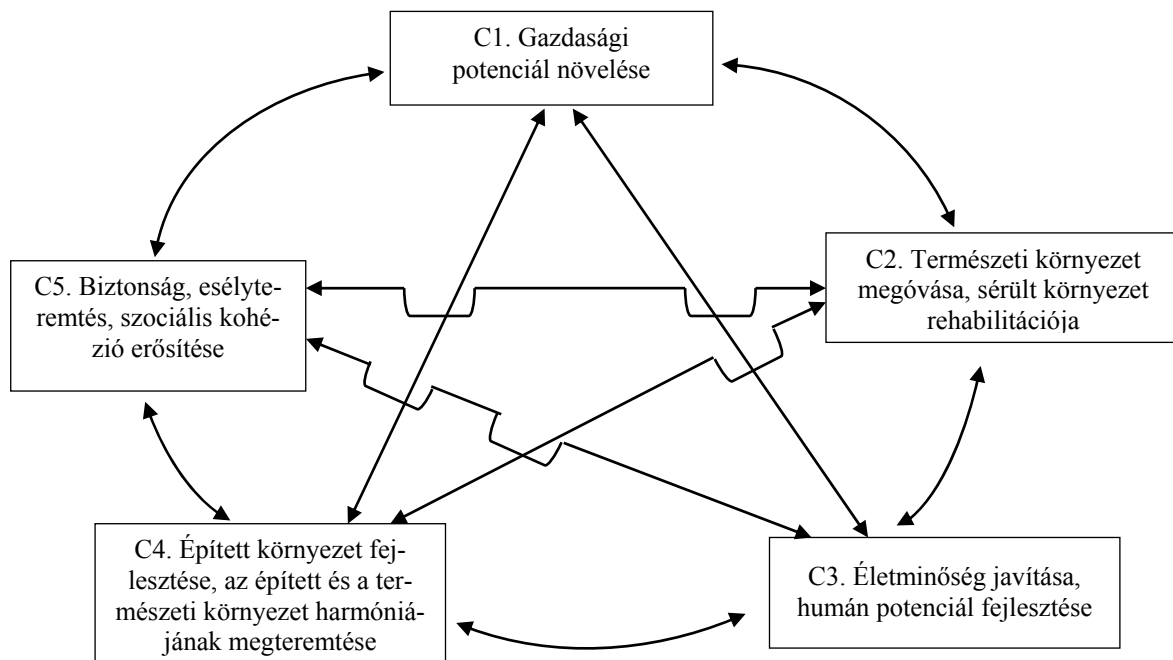 C1. Gazdasági
potenciál növelése
C2. Természeti környezet
megóvása, sérült környezet
rehabilitációja
C5. Biztonság, esélyte-
remtés, szociális kohé-
zió erősítése
C4. Épített környezet fej-
lesztése, az épített és a ter-
mészeti környezet harmóniá-
jának megteremtése
C3. Életminőség javítása,
humán potenciál fejlesztése